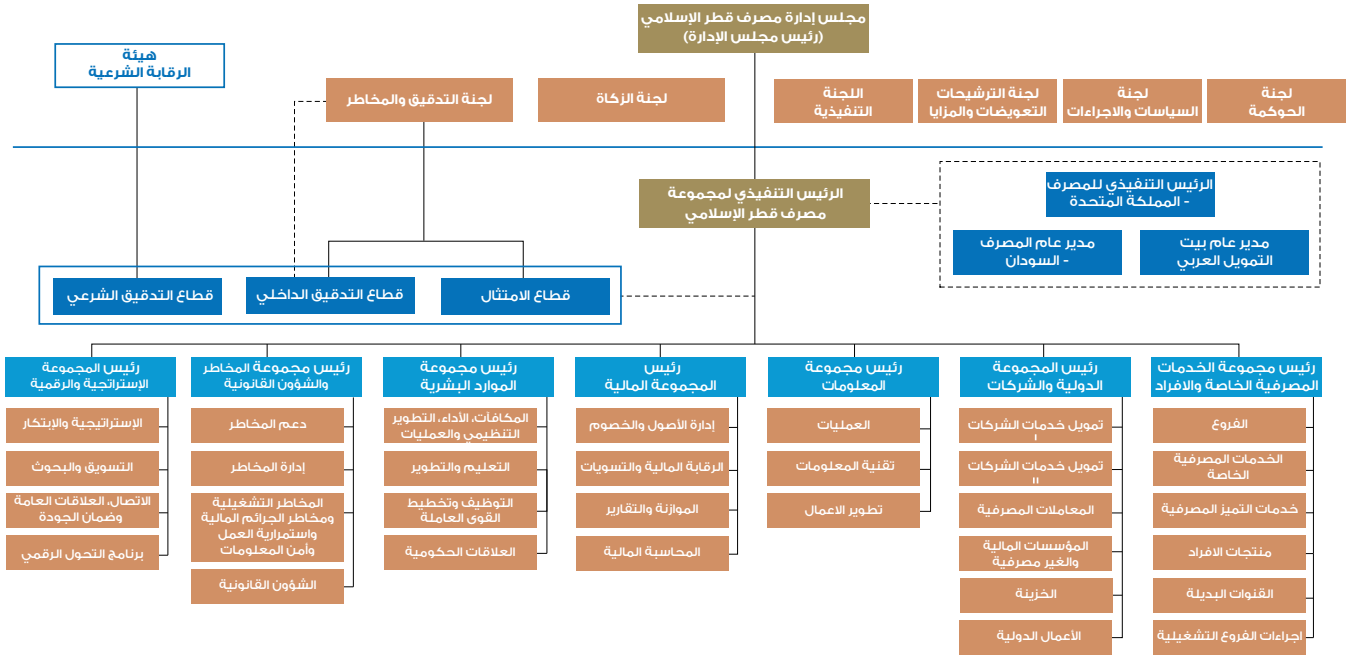 مجلس إدارة مصرف قطر الإسلامي
(رئيس مجلس الإدارة)
هيئة
الرقابة الشرعية
لجنة
الحوكمة
لجنة
السياسات والاجراءات
لجنة الترشيحات
التعويضات والمزايا
اللجنة
التنفيذية
لجنة الزكاة
لجنة التدقيق والمخاطر
الرئيس التنفيذي لمجموعة
مصرف قطر الإسلامي
الرئيس التنفيذي للمصرف
- المملكة المتحدة
مدير عام بيت
التمويل العربي
مدير عام المصرف
- السودان
قطاع الامتثال
قطاع التدقيق الداخلي
قطاع التدقيق الشرعي
رئيس مجموعة الخدمات
المصرفية الخاصة والافراد
الفروع
الخدمات المصرفية
الخاصة
خدمات التميز المصرفية
منتجات الافراد
القنوات البديلة
اجراءات الفروع التشغيلية
رئيس المجموعة
الدولية والشركات
تمويل خدمات الشركات
I
تمويل خدمات الشركات
II
المعاملات المصرفية
المؤسسات المالية
والغير مصرفية
الخزينة
الأعمال الدولية
رئيس مجموعة
المعلومات
العمليات
تقنية المعلومات
تطوير الاعمال
رئيس
المجموعة المالية
إدارة الأصول والخصوم
الرقابة المالية والتسويات
الموازنة والتقارير
المحاسبة المالية
رئيس مجموعة
الموارد البشرية
المكافآت، الأداء، التطوير
التنظيمي والعمليات
التعليم والتطوير
التوظيف وتخطيط
القوى العاملة
العلاقات الحكومية
رئيس مجموعة المخاطر
والشؤون القانونية
دعم المخاطر
إدارة المخاطر
المخاطر التشغيلية
ومخاطر الجرائم المالية
واستمرارية العمل
وأمن المعلومات
الشؤون القانونية
رئيس المجموعة
الإستراتجية والرقمية
الإستراتيجية والإبتكار
التسويق والبحوث
الاتصال، العلاقات العامة
وضمان الجودة
برنامج التحول الرقمي